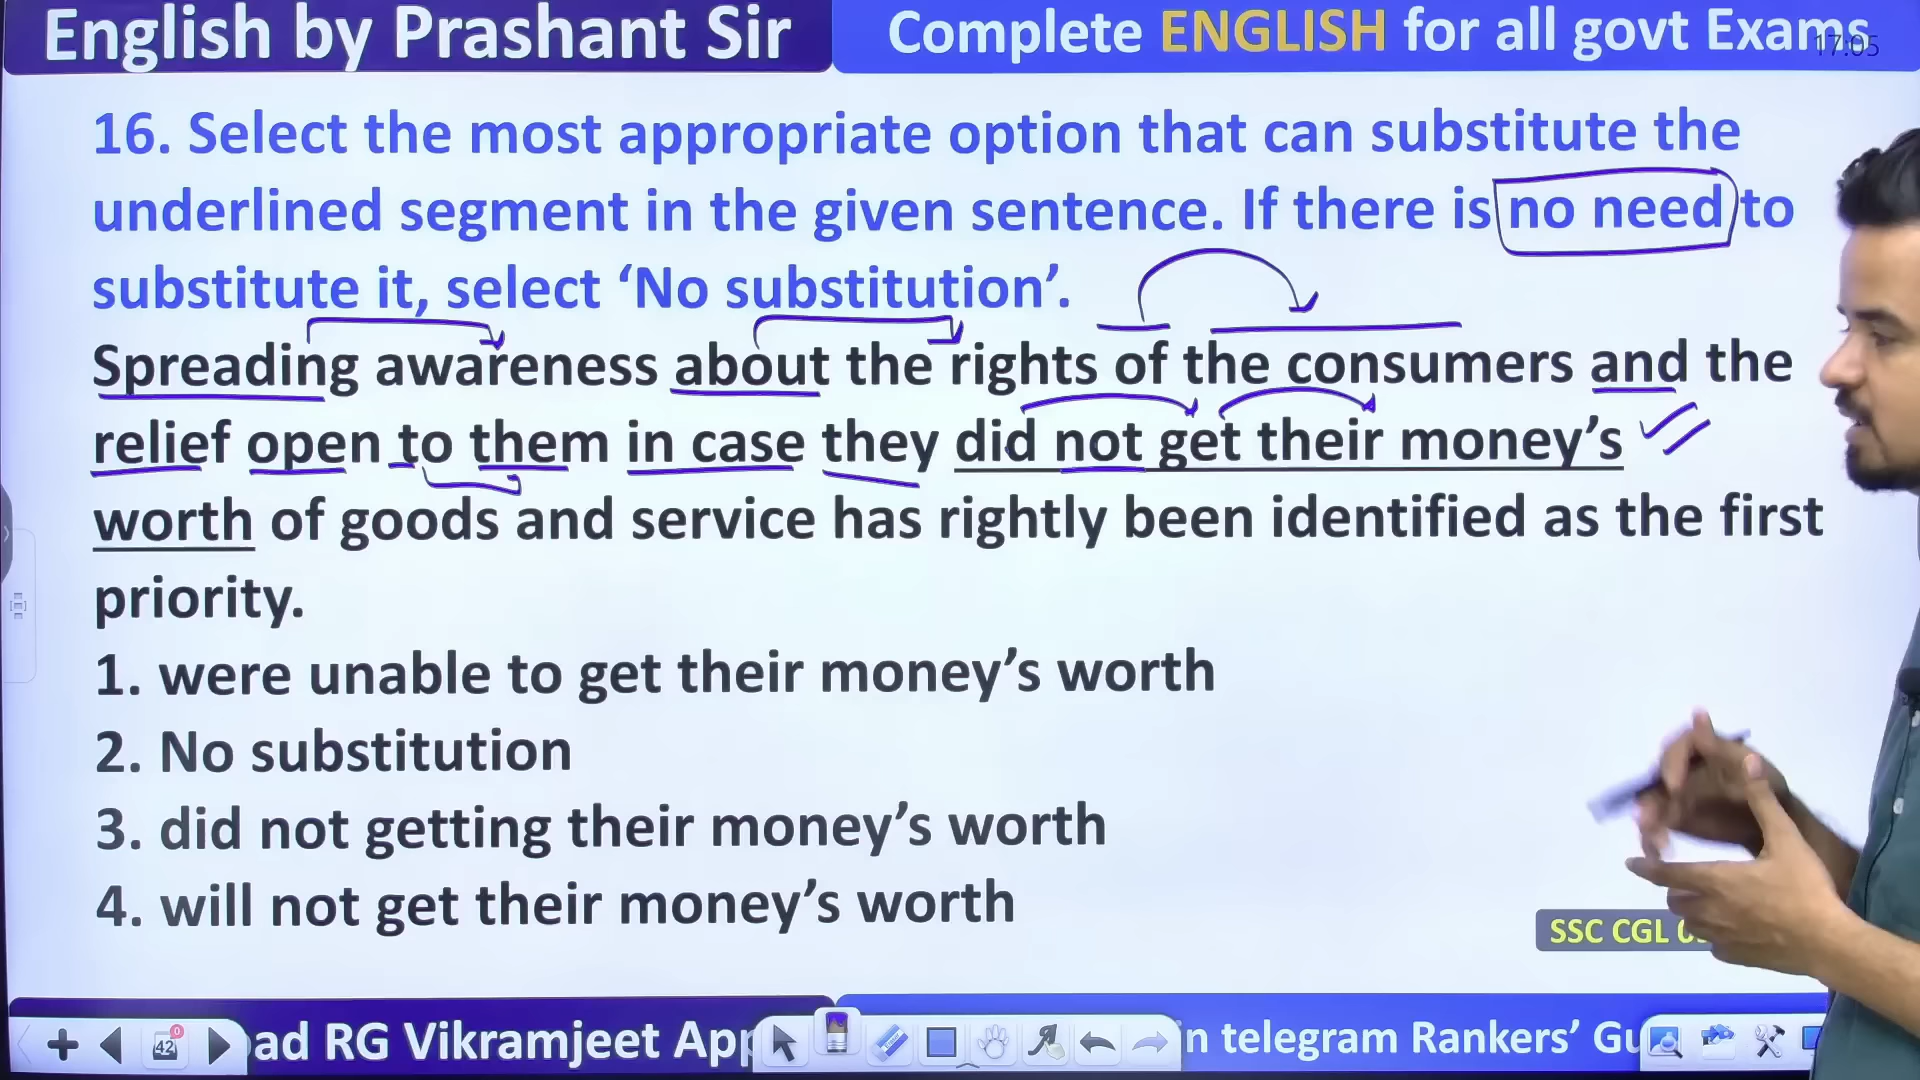 English by Prashant Sir
Complete ENGLISH for all govt Exams
17:05
16. Select the most appropriate option that can substitute the
underlined segment in the given sentence. If there is no need to
substitute it, select ‘No substitution’.
Spreading awareness about the rights of the consumers and the
relief open to them in case they did not get their money’s
worth of goods and service has rightly been identified as the first
priority.
1. were unable to get their money’s worth
2. No substitution
3. did not getting their money’s worth
4. will not get their money’s worth
SSC CGL
42
0
RG Vikramjeet App
telegram Rankers’